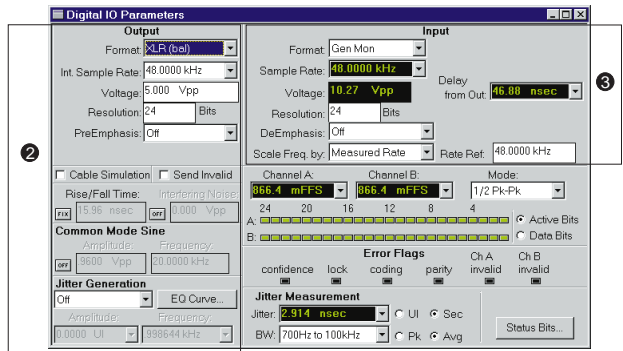 Digital IO Parameters
Output
Format: XLR (bal)
Int. Sample Rate: 48.0000 kHz
Voltage: 5.000 Vpp
Resolution: 24 Bits
PreEmphasis: Off
Cable Simulation Send Invalid
Rise/Fall Time: Interfering Noise:
FIX 15.96 nsec OFF 0.000 Vpp
Common Mode Sine
Amplitude: Frequency:
OFF 9600 Vpp 20.0000 kHz
Jitter Generation
Off EQ Curve...
Amplitude: Frequency:
0.0000 UI .998644 kHz
2
Input
Format: Gen Mon
Sample Rate: 48.0000 kHz
Voltage: 10.27 Vpp
Delay
from Out: 46.88 nsec
Resolution: 24 Bits
DeEmphasis: Off
Scale Freq. by: Measured Rate Rate Ref: 48.0000 kHz
3
Channel A: Channel B: Mode:
866.4 mFFS 866.4 mFFS 1/2 Pk-Pk
24 20 16 12 8 4
A: Active Bits
B: Data Bits
Error Flags
confidence lock coding parity Ch A invalid Ch B invalid
Jitter Measurement
Jitter: 2.914 nsec UI Sec
BW: 700Hz to 100kHz Pk Avg
Status Bits...